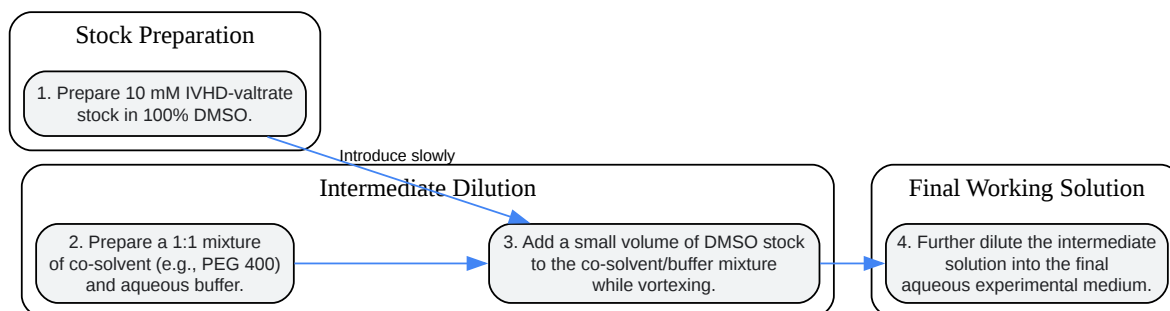 Stock Preparation
1. Prepare 10 mM IVHD-valtrate
stock in 100% DMSO.
Introduce slowly
Intermediate Dilution
2. Prepare a 1:1 mixture
of co-solvent (e.g., PEG 400)
and aqueous buffer.
3. Add a small volume of DMSO stock
to the co-solvent/buffer mixture
while vortexing.
Final Working Solution
4. Further dilute the intermediate
solution into the final
aqueous experimental medium.